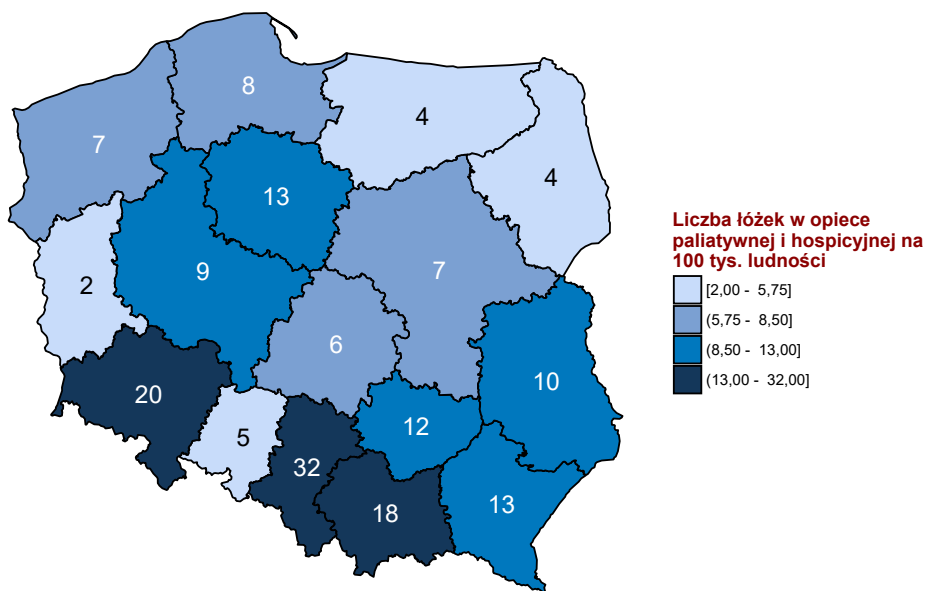 8
4
7
4
13
9
7
2
6
10
20
12
5
32
18
13
Liczba łóżek w opiece
paliatywnej i hospicyjnej na
100 tys. ludności
[2,00 - 5,75]
(5,75 - 8,50]
(8,50 - 13,00]
(13,00 - 32,00]